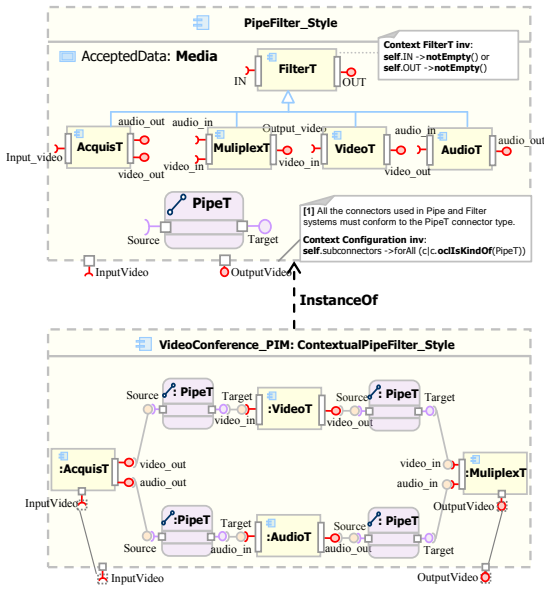 PipeFilter_Style
AcceptedData: Media
Context FilterT inv:
self.IN ->notEmpty() or
self.OUT ->notEmpty()
FilterT
IN
OUT
audio_out
audio_in
Output_video
audio_in
audio_out
Input_video
AcquisT
MuliplexT
VideoT
AudioT
video_out
video_in
video_in
video_out
PipeT
Source
Target
[1] All the connectors used in Pipe and Filter
systems must conform to the PipeT connector type.
Context Configuration inv:
self.subconnectors ->forAll (c|c.oclIsKindOf(PipeT))
InputVideo
OutputVideo
InstanceOf
VideoConference_PIM: ContextualPipeFilter_Style
Source
: PipeT
Target
:VideoT
Source
: PipeT
Target
video_in
video_out
:AcquisT
video_out
audio_out
video_in
audio_in
:MuliplexT
InputVideo
OutputVideo
:PipeT
Target
:AudioT
Source
: PipeT
Source
audio_in
audio_out
Target
InputVideo
OutputVideo